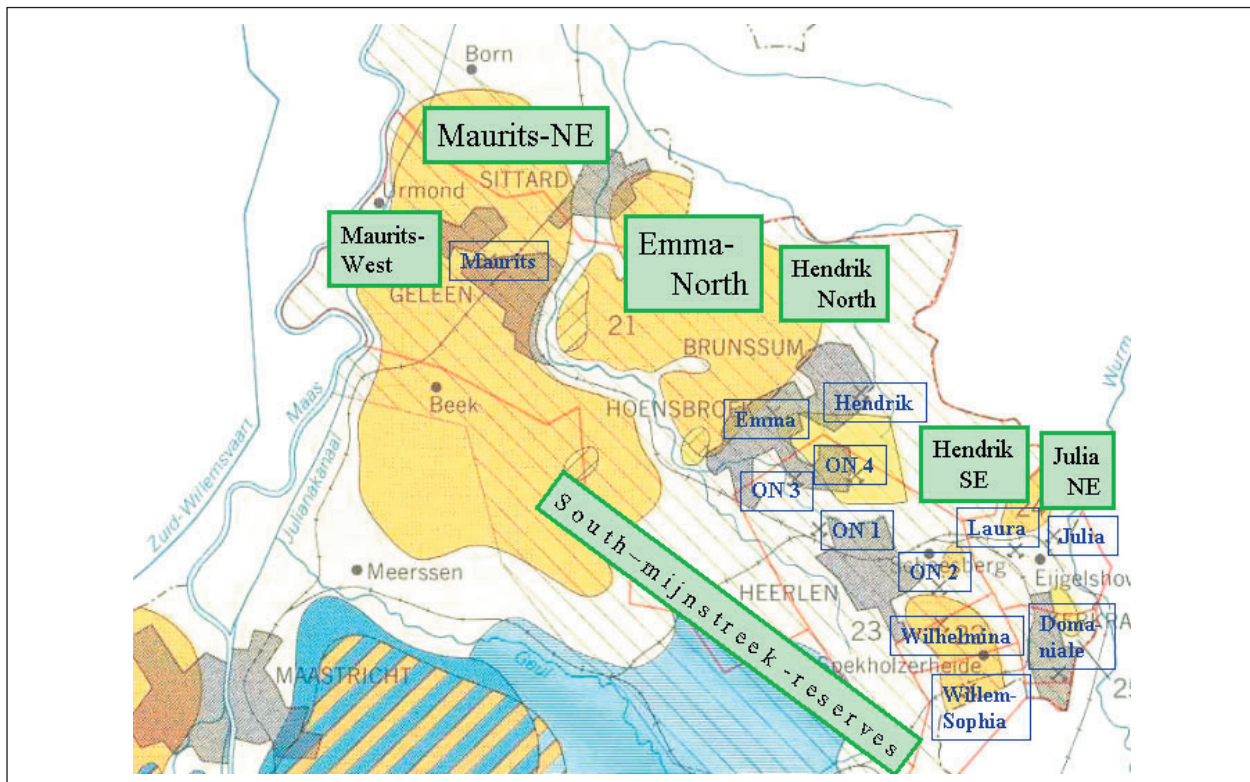 Born
Maurits-NE
SITTARD
Urmond
Maurits-
West
Maurits
Emma-
North
Hendrik
North
GELEEN
21
BRUNSSUM
Wurm
Maas
Beek
HOENSBROEK
Emma
Hendrik
Zuid-Willemsvaart
Julianakanaal
ON 4
ON 3
Hendrik
SE
Julia
NE
South-mijnstreek-reserves
ON 1
Laura
Julia
ON 2
Meerssen
HEERLEN
23
Wilhelmina
Doma-
niale
Spekholzerheide
MAASTRICHT
Geul
Willem-
Sophia